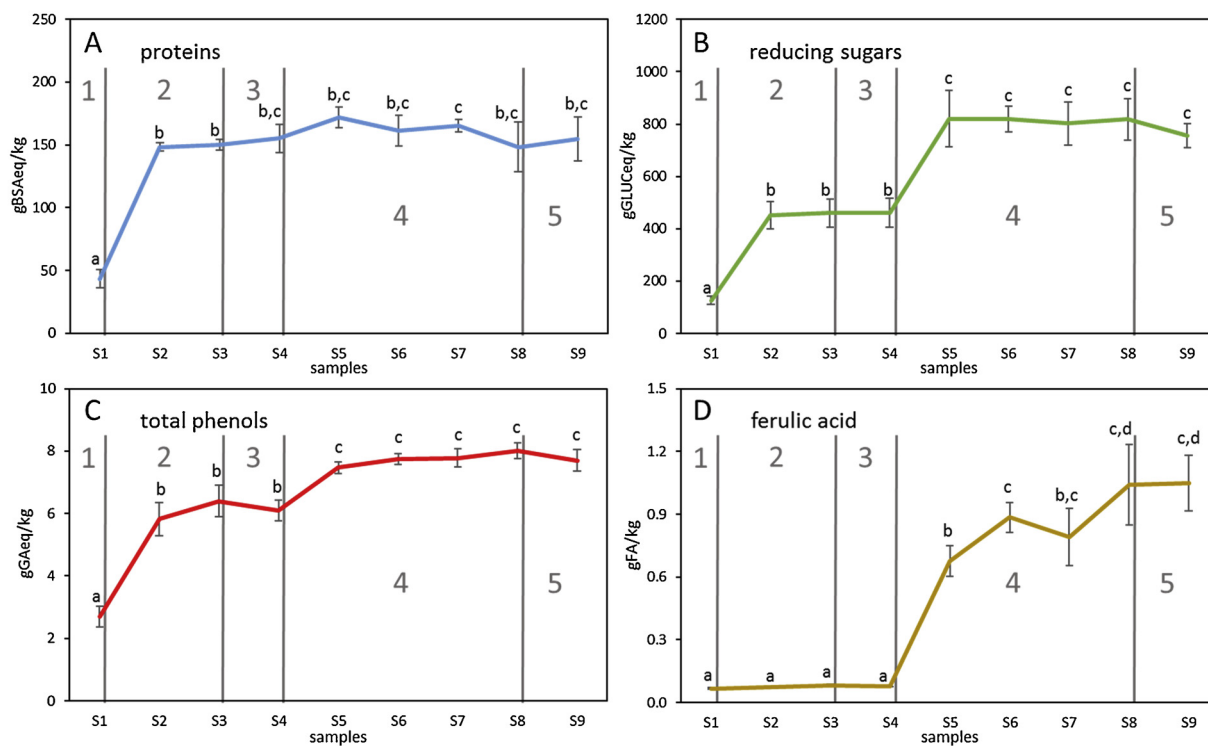 A
proteins
gBSAeq/kg
250
200
150
100
50
0
1
2
3
4
5
a
b
b
b,c
b,c
b,c
c
b,c
b,c
S1 S2 S3 S4 S5 S6 S7 S8 S9
samples
B
reducing sugars
gGLUCeq/kg
1200
1000
800
600
400
200
0
1
2
3
4
5
a
b
b
b
c
c
c
c
c
S1 S2 S3 S4 S5 S6 S7 S8 S9
samples
C
total phenols
gGAeq/kg
10
8
6
4
2
0
1
2
3
4
5
a
b
b
b
c
c
c
c
c
S1 S2 S3 S4 S5 S6 S7 S8 S9
samples
D
ferulic acid
gFA/kg
1.5
1.2
0.9
0.6
0.3
0.0
1
2
3
4
5
a
a
a
a
b
c
b,c
c,d
c,d
S1 S2 S3 S4 S5 S6 S7 S8 S9
samples